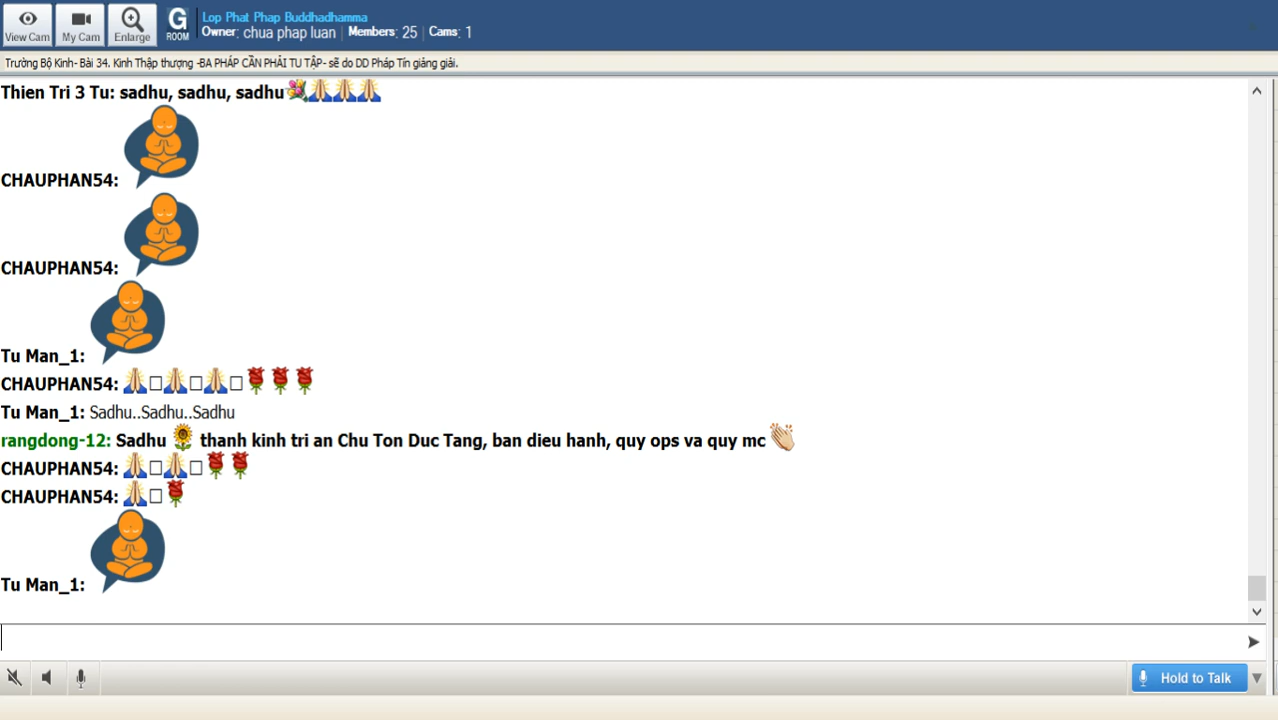 Lop Phat Phap Buddhadhamma
Owner: chua phap luan | Members: 25 | Cams: 1
View Cam
My Cam
Enlarge
G
ROOM
Trường Bộ Kinh- Bài 34. Kinh Thập thượng -BA PHÁP CẦN PHẢI TU TẬP- sẽ do DD Pháp Tín giảng giải.
Thien Tri 3 Tu: sadhu, sadhu, sadhu💐🙏🙏🙏
CHAUPHAN54:
CHAUPHAN54:
Tu Man_1:
CHAUPHAN54: 🙏□🙏□🙏□🌹🌹🌹
Tu Man_1: Sadhu..Sadhu..Sadhu
rangdong-12: Sadhu 🌻 thanh kinh tri an Chu Ton Duc Tang, ban dieu hanh, quy ops va quy mc 👏
CHAUPHAN54: 🙏□🙏□🌹🌹
CHAUPHAN54: 🙏□🌹
Tu Man_1:
Hold to Talk